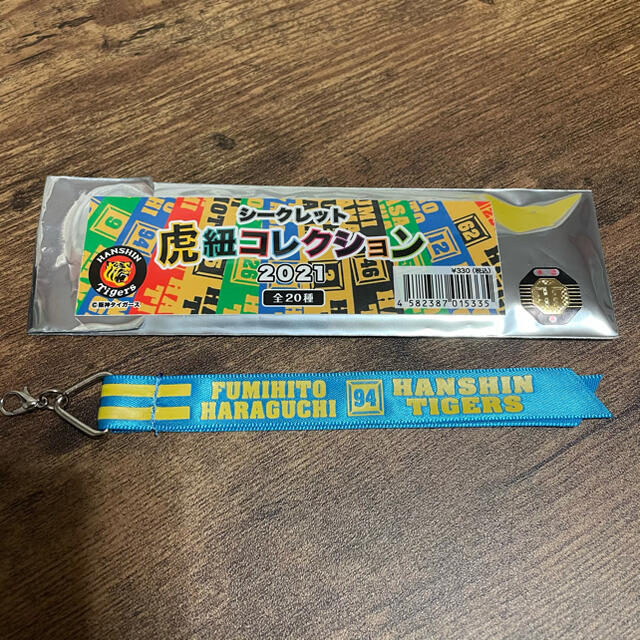 シークレット
虎紐コレクション
2021
全20種
HANSHIN
Tigers
©阪神タイガース
¥330(税込)
4 582387 015335
FUMIHITO
HARAGUCHI
94
HANSHIN
TIGERS